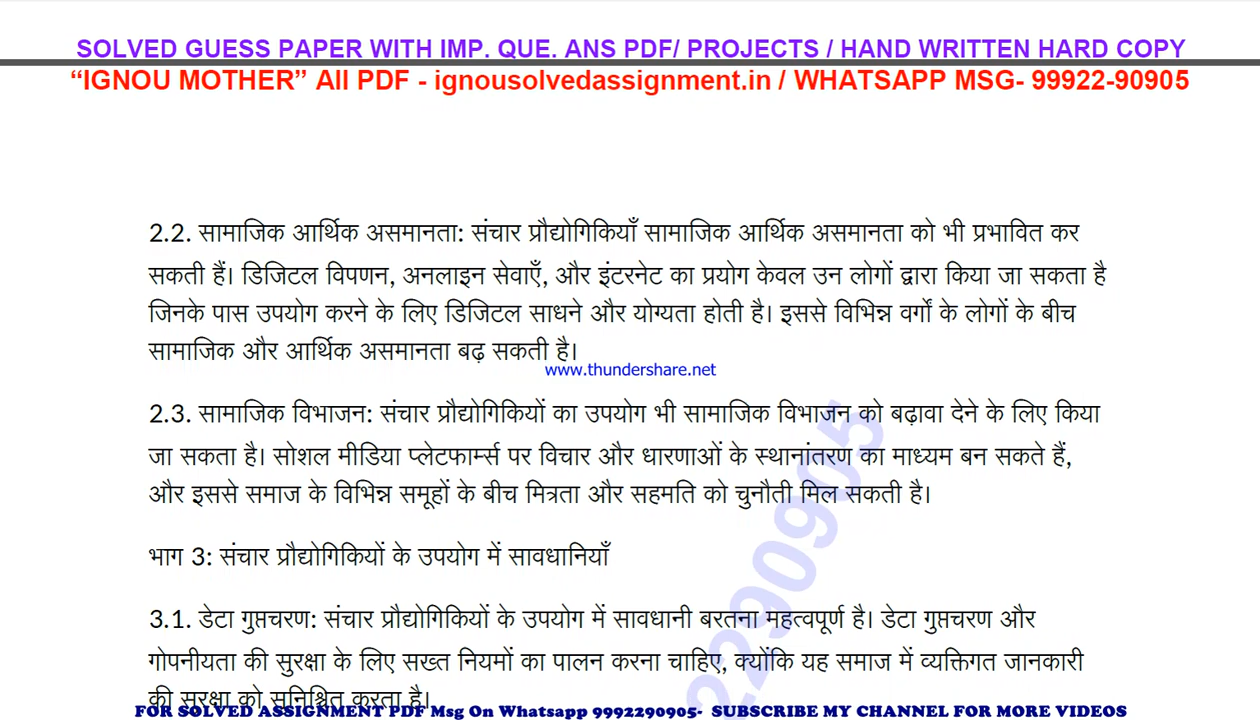 SOLVED GUESS PAPER WITH IMP. QUE. ANS PDF/ PROJECTS / HAND WRITTEN HARD COPY
“IGNOU MOTHER” All PDF - ignousolvedassignment.in / WHATSAPP MSG- 99922-90905
2.2. सामाजिक आर्थिक असमानता: संचार प्रौद्योगिकियाँ सामाजिक आर्थिक असमानता को भी प्रभावित कर
सकती हैं। डिजिटल विपणन, अनलाइन सेवाएँ, और इंटरनेट का प्रयोग केवल उन लोगों द्वारा किया जा सकता है
जिनके पास उपयोग करने के लिए डिजिटल साधने और योग्यता होती है। इससे विभिन्न वर्गों के लोगों के बीच
सामाजिक और आर्थिक असमानता बढ़ सकती है।
www.thundershare.net
2.3. सामाजिक विभाजन: संचार प्रौद्योगिकियों का उपयोग भी सामाजिक विभाजन को बढ़ावा देने के लिए किया
जा सकता है। सोशल मीडिया प्लेटफार्म्स पर विचार और धारणाओं के स्थानांतरण का माध्यम बन सकते हैं,
और इससे समाज के विभिन्न समूहों के बीच मित्रता और सहमति को चुनौती मिल सकती है।
भाग 3: संचार प्रौद्योगिकियों के उपयोग में सावधानियाँ
3.1. डेटा गुप्तचरण: संचार प्रौद्योगिकियों के उपयोग में सावधानी बरतना महत्वपूर्ण है। डेटा गुप्तचरण और
गोपनीयता की सुरक्षा के लिए सख्त नियमों का पालन करना चाहिए, क्योंकि यह समाज में व्यक्तिगत जानकारी
की सुरक्षा को सुनिश्चित करता है।
2290905
FOR SOLVED ASSIGNMENT PDF Msg On Whatsapp 9992290905- SUBSCRIBE MY CHANNEL FOR MORE VIDEOS